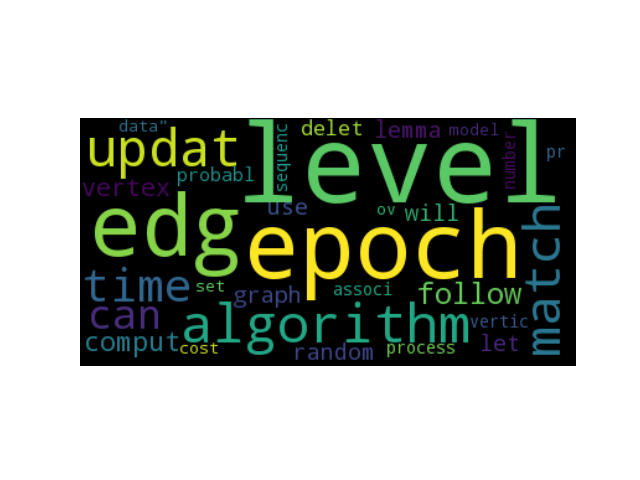 data"
delet
lemma
model
level
updat
sequenc
number
pr
probabl
vertex
edg
use
ov
will
epoch
match
time
set
graph
associ
follow
can
algorithm
vertic
comput
cost
random
process
let